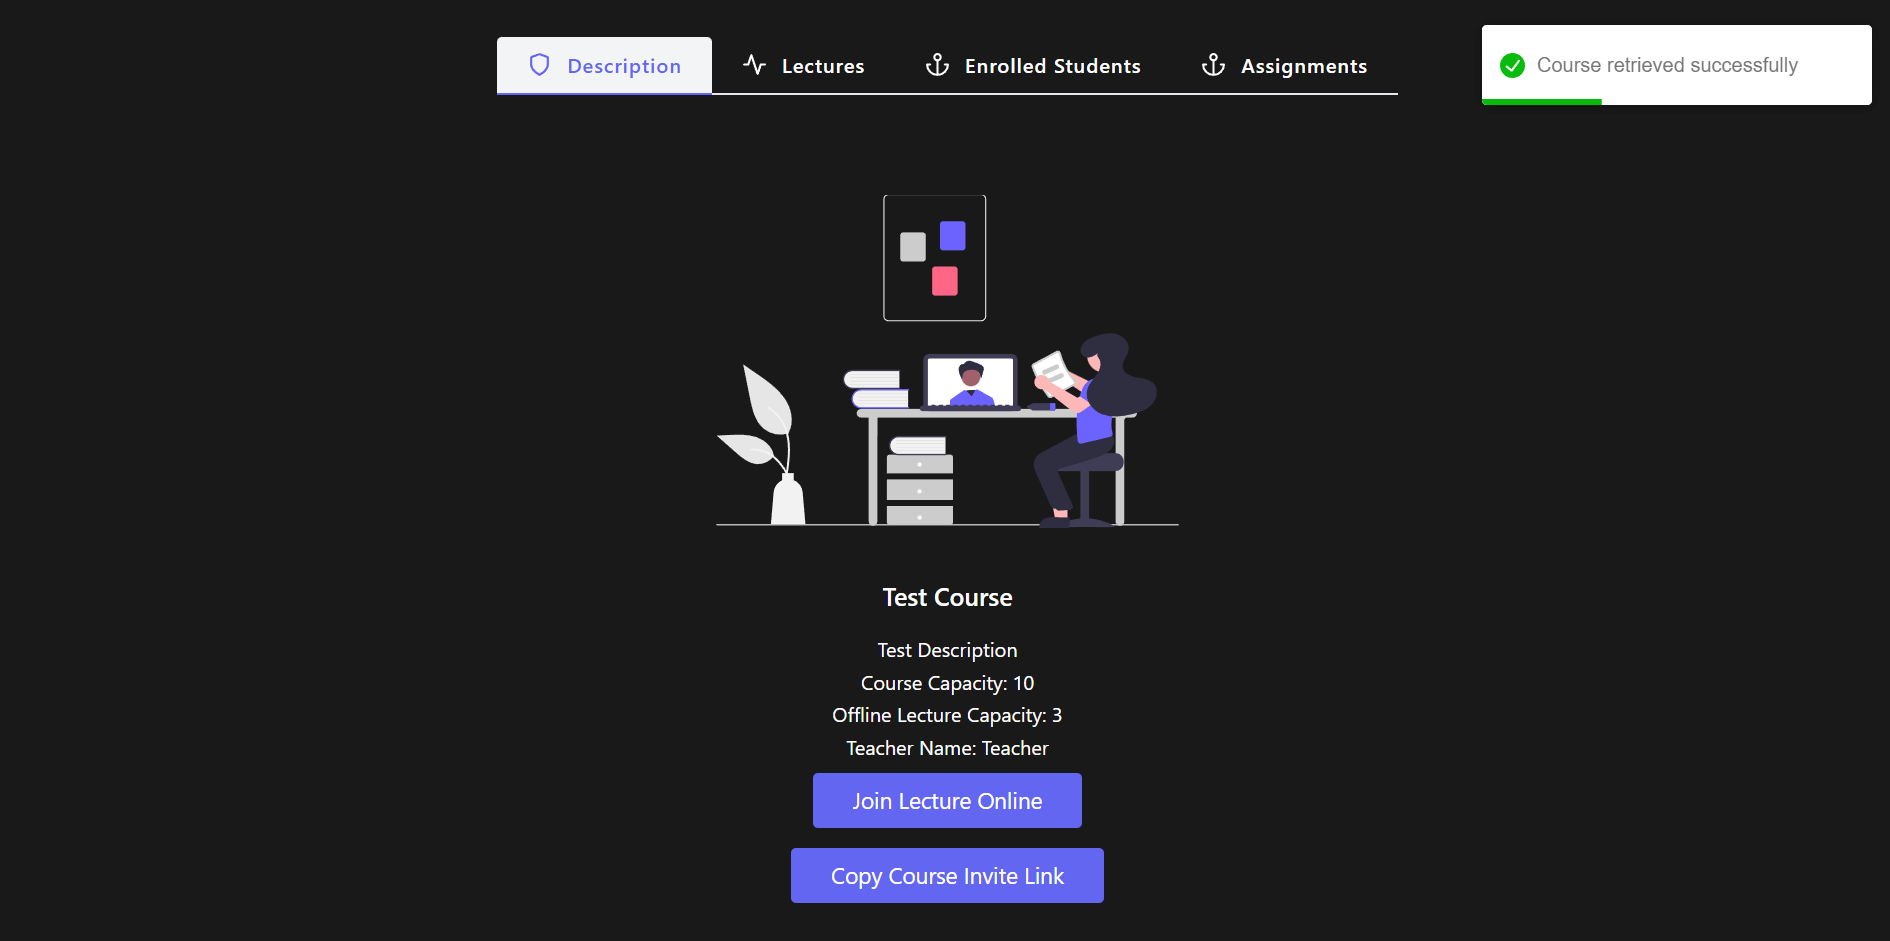 Description
Lectures
Enrolled Students
Assignments
Course retrieved successfully
Test Course
Test Description
Course Capacity: 10
Offline Lecture Capacity: 3
Teacher Name: Teacher
Join Lecture Online
Copy Course Invite Link